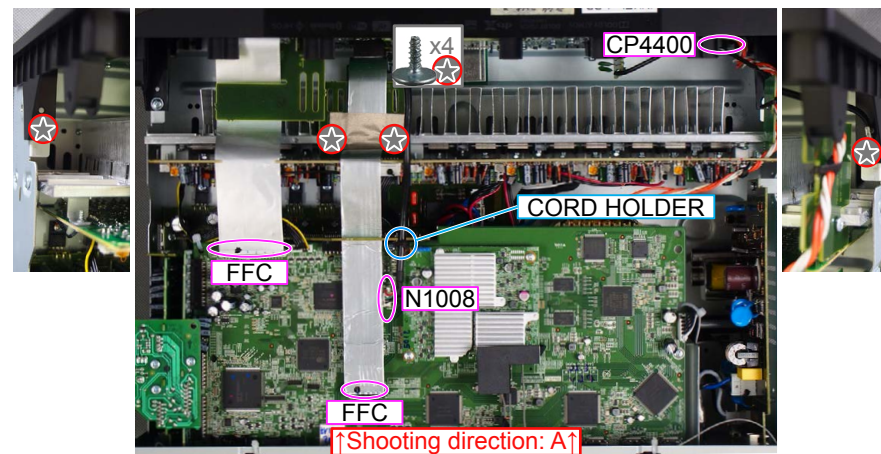 x4
CP4400
CORD HOLDER
FFC
N1008
FFC
↑Shooting direction: A↑